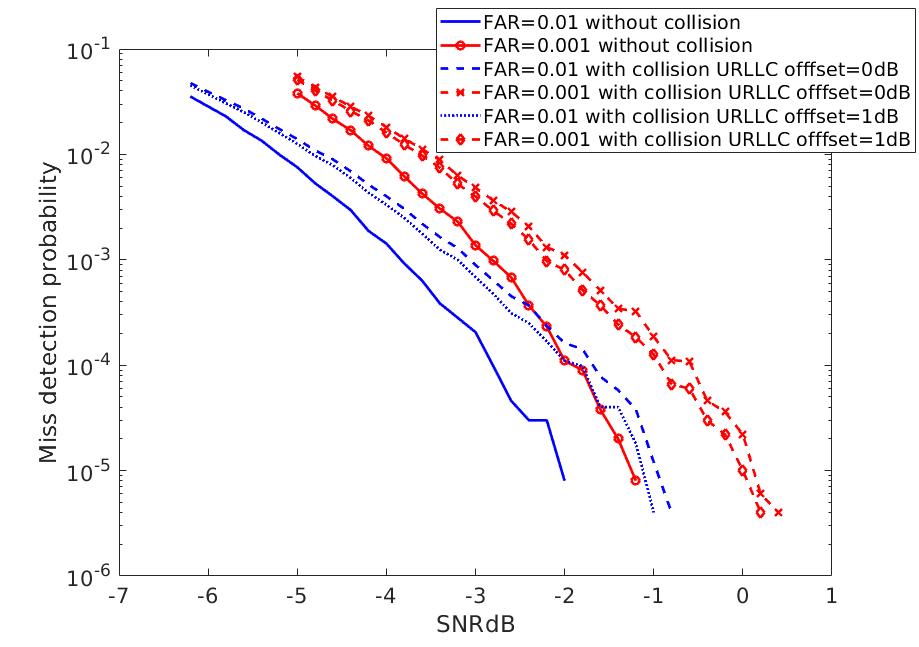 FAR=0.01 without collision
FAR=0.001 without collision
FAR=0.01 with collision URLLC offfset=0dB
FAR=0.001 with collision URLLC offfset=0dB
FAR=0.01 with collision URLLC offfset=1dB
FAR=0.001 with collision URLLC offfset=1dB
10^-1
10^-2
10^-3
10^-4
10^-5
10^-6
Miss detection probability
-7 -6 -5 -4 -3 -2 -1 0 1
SNRdB